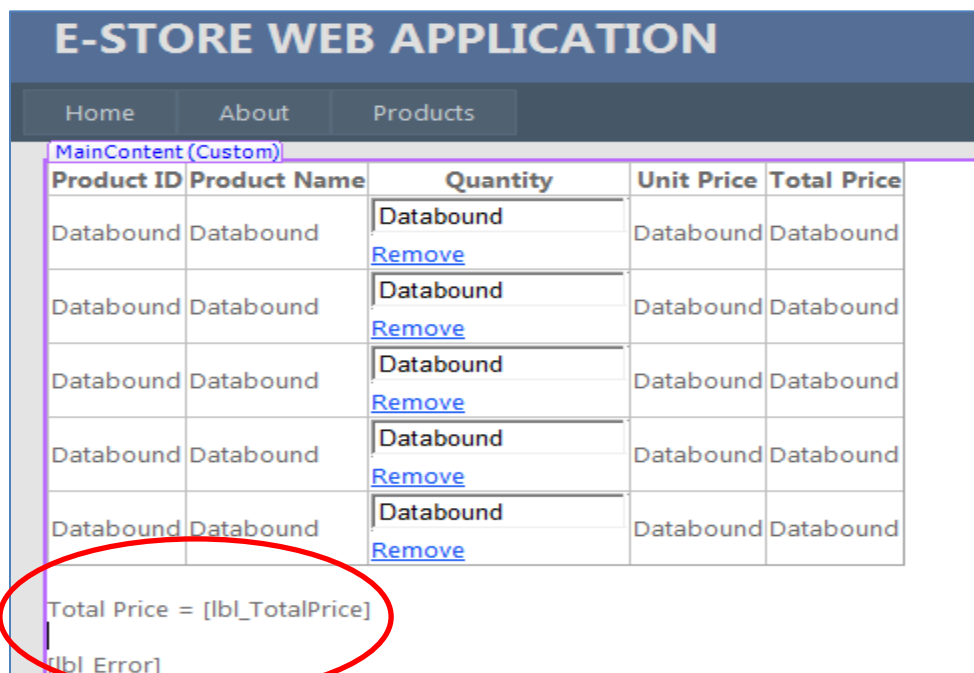 E-STORE WEB APPLICATION
Home About Products
MainContent (Custom)
Product ID Product Name Quantity Unit Price Total Price
Databound Databound Databound Databound Databound
Remove
Databound Databound Databound Databound Databound
Remove
Databound Databound Databound Databound Databound
Remove
Databound Databound Databound Databound Databound
Remove
Databound Databound Databound Databound Databound
Remove
Total Price = [lbl_TotalPrice]
[lbl_Error]